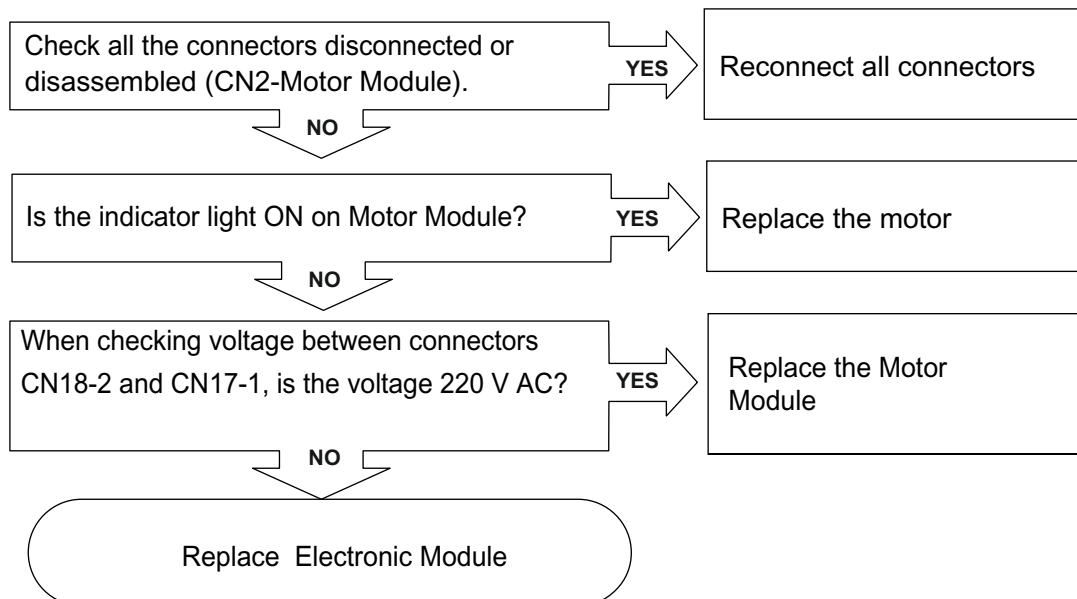 Check all the connectors disconnected or
disassembled (CN2-Motor Module).
YES
Reconnect all connectors
NO
Is the indicator light ON on Motor Module?
YES
Replace the motor
NO
When checking voltage between connectors
CN18-2 and CN17-1, is the voltage 220 V AC?
YES
Replace the Motor
Module
NO
Replace Electronic Module